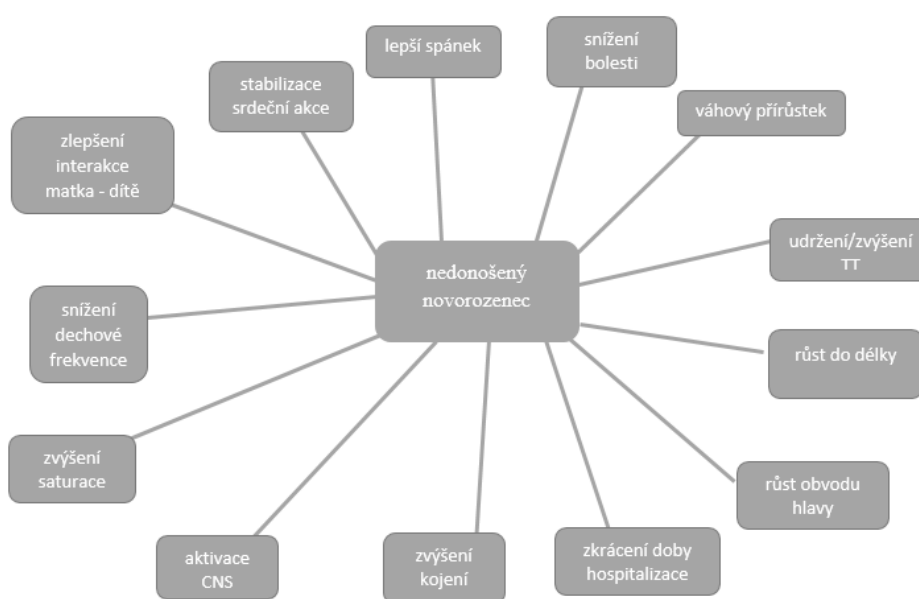 lepší spánek
snížení
bolesti
stabilizace
srdeční akce
váhový přírůstek
zlepšení
interakce
matka - dítě
udržení/zvýšení
TT
nedonošený
novorozenec
snížení
dechové
frekvence
růst do délky
zvýšení
saturace
růst obvodu
hlavy
aktivace
CNS
zvýšení
kojení
zkrácení doby
hospitalizace